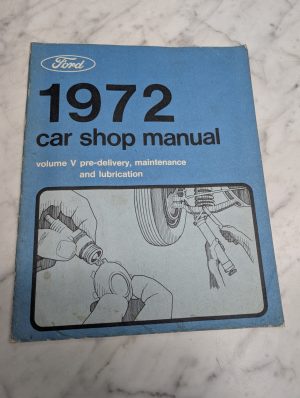 Ford
1972
car shop manual
volume V pre-delivery, maintenance
and lubrication